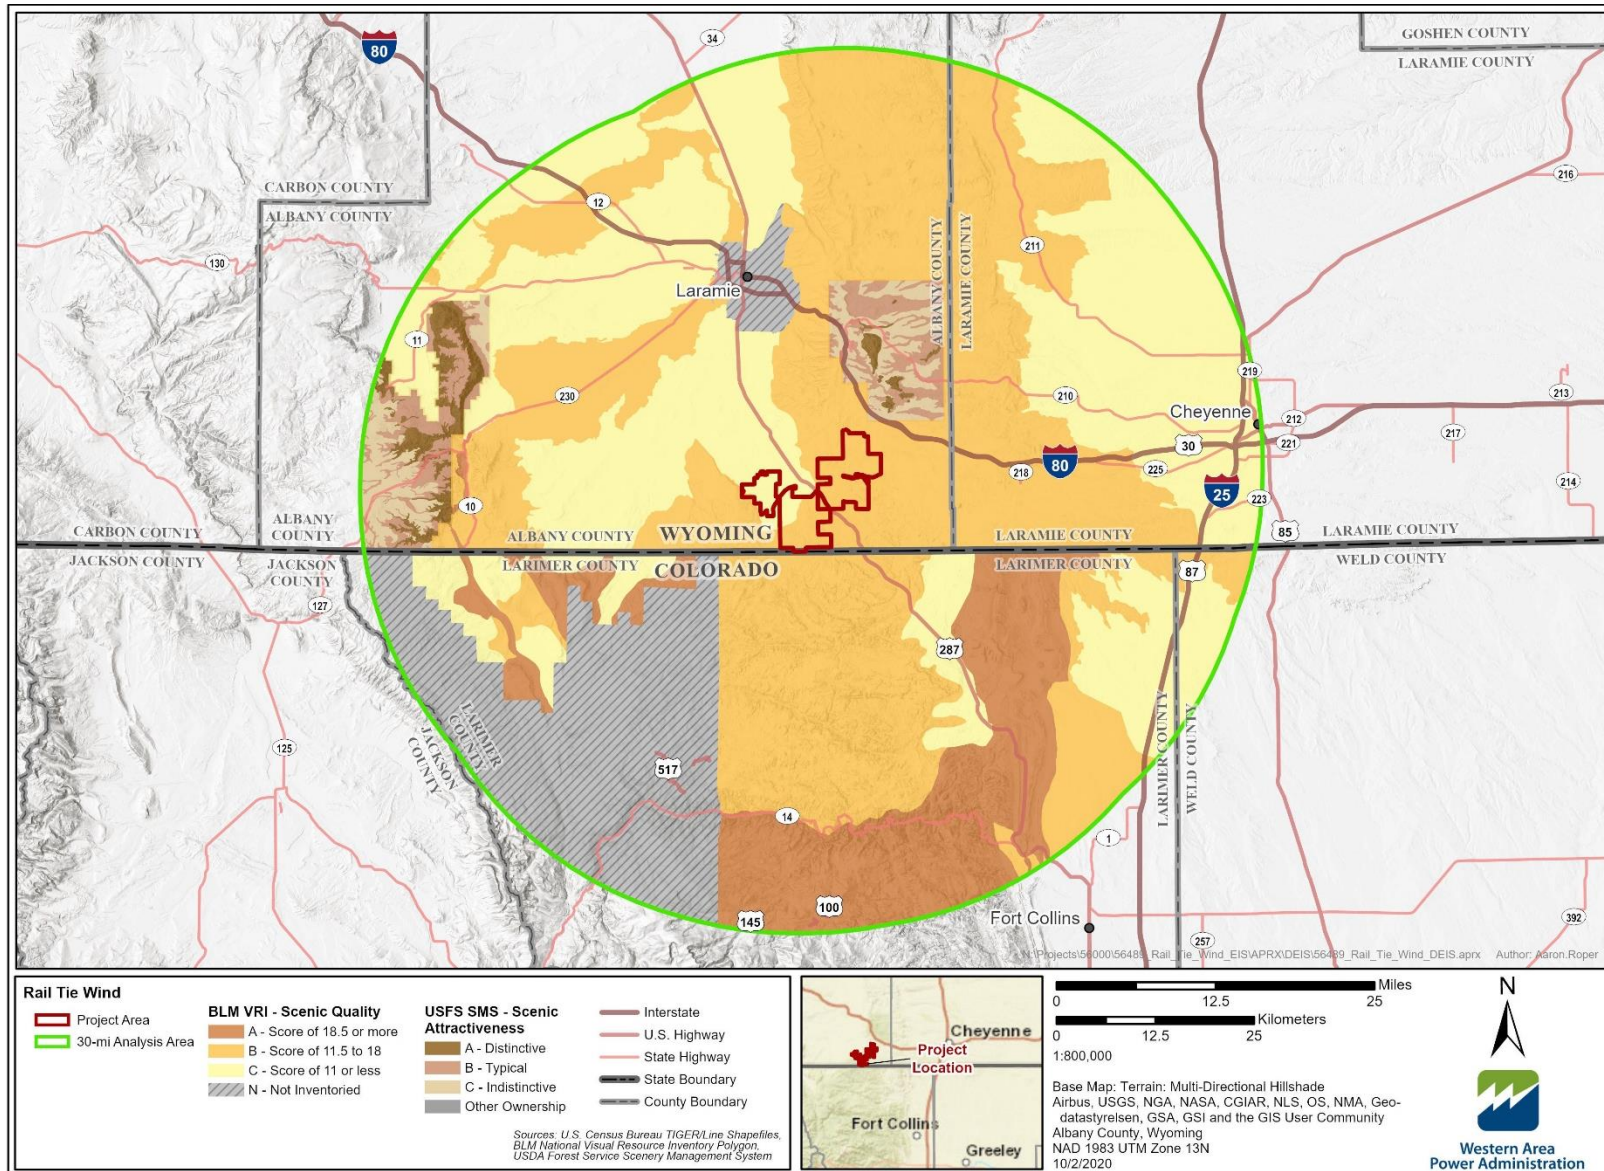 GOSHEN COUNTY
LARAMIE COUNTY
80
34
216
CARBON COUNTY
ALBANY COUNTY
12
130
211
ALBANY COUNTY
LARAMIE COUNTY
Laramie
11
230
219
213
210
Cheyenne
212
217
221
30
80
218
225
25
223
214
10
85
CARBON COUNTY
ALBANY COUNTY
ALBANY COUNTY
WYOMING
LARAMIE COUNTY
LARAMIE COUNTY
JACKSON COUNTY
JACKSON COUNTY
LARIMER COUNTY
COLORADO
LARIMER COUNTY
WELD COUNTY
87
127
287
LARIMER COUNTY
JACKSON COUNTY
LARIMER COUNTY
WELD COUNTY
125
517
14
1
100
145
Fort Collins
392
257
N:\Projects\56000\56489_Rail_Tie_Wind_EIS\APRX\DEIS\56489_Rail_Tie_Wind_DEIS.aprx Author: Aaron.Roper
Rail Tie Wind
Project Area
30-mi Analysis Area
BLM VRI - Scenic Quality
A - Score of 18.5 or more
B - Score of 11.5 to 18
C - Score of 11 or less
N - Not Inventoried
USFS SMS - Scenic
Attractiveness
A - Distinctive
B - Typical
C - Indistinctive
Other Ownership
Interstate
U.S. Highway
State Highway
State Boundary
County Boundary
Sources: U.S. Census Bureau TIGER/Line Shapefiles,
BLM National Visual Resource Inventory Polygon,
USDA Forest Service Scenery Management System
Cheyenne
Project
Location
Fort Collins
Greeley
Miles
0 12.5 25
Kilometers
0 12.5 25
1:800,000
Base Map: Terrain: Multi-Directional Hillshade
Airbus, USGS, NGA, NASA, CGIAR, NLS, OS, NMA, Geo-
datastyrelsen, GSA, GSI and the GIS User Community
Albany County, Wyoming
NAD 1983 UTM Zone 13N
10/2/2020
N
Western Area
Power Administration